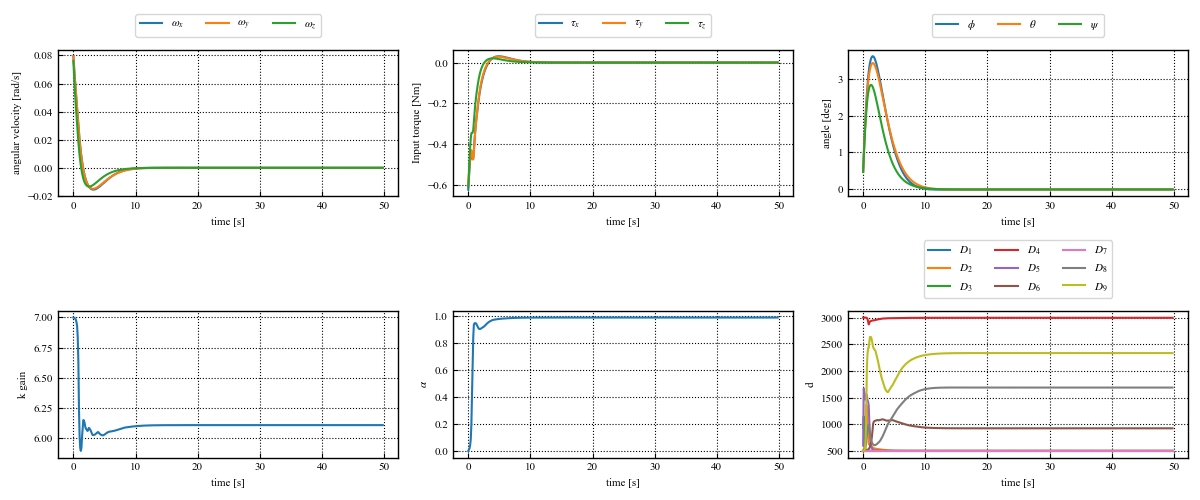 ωx ωy ωz
τx τy τz
ϕ θ ψ
0.08
0.06
0.04
0.02
0.00
−0.02
angular velocity [rad/s]
0 10 20 30 40 50
time [s]
0.0
−0.2
−0.4
−0.6
Input torque [Nm]
0 10 20 30 40 50
time [s]
3
2
1
0
angle [deg]
0 10 20 30 40 50
time [s]
D1 D4 D7
D2 D5 D8
D3 D6 D9
7.00
6.75
6.50
6.25
6.00
k gain
0 10 20 30 40 50
time [s]
1.0
0.8
0.6
0.4
0.2
0.0
α
0 10 20 30 40 50
time [s]
3000
2500
2000
1500
1000
500
d
0 10 20 30 40 50
time [s]